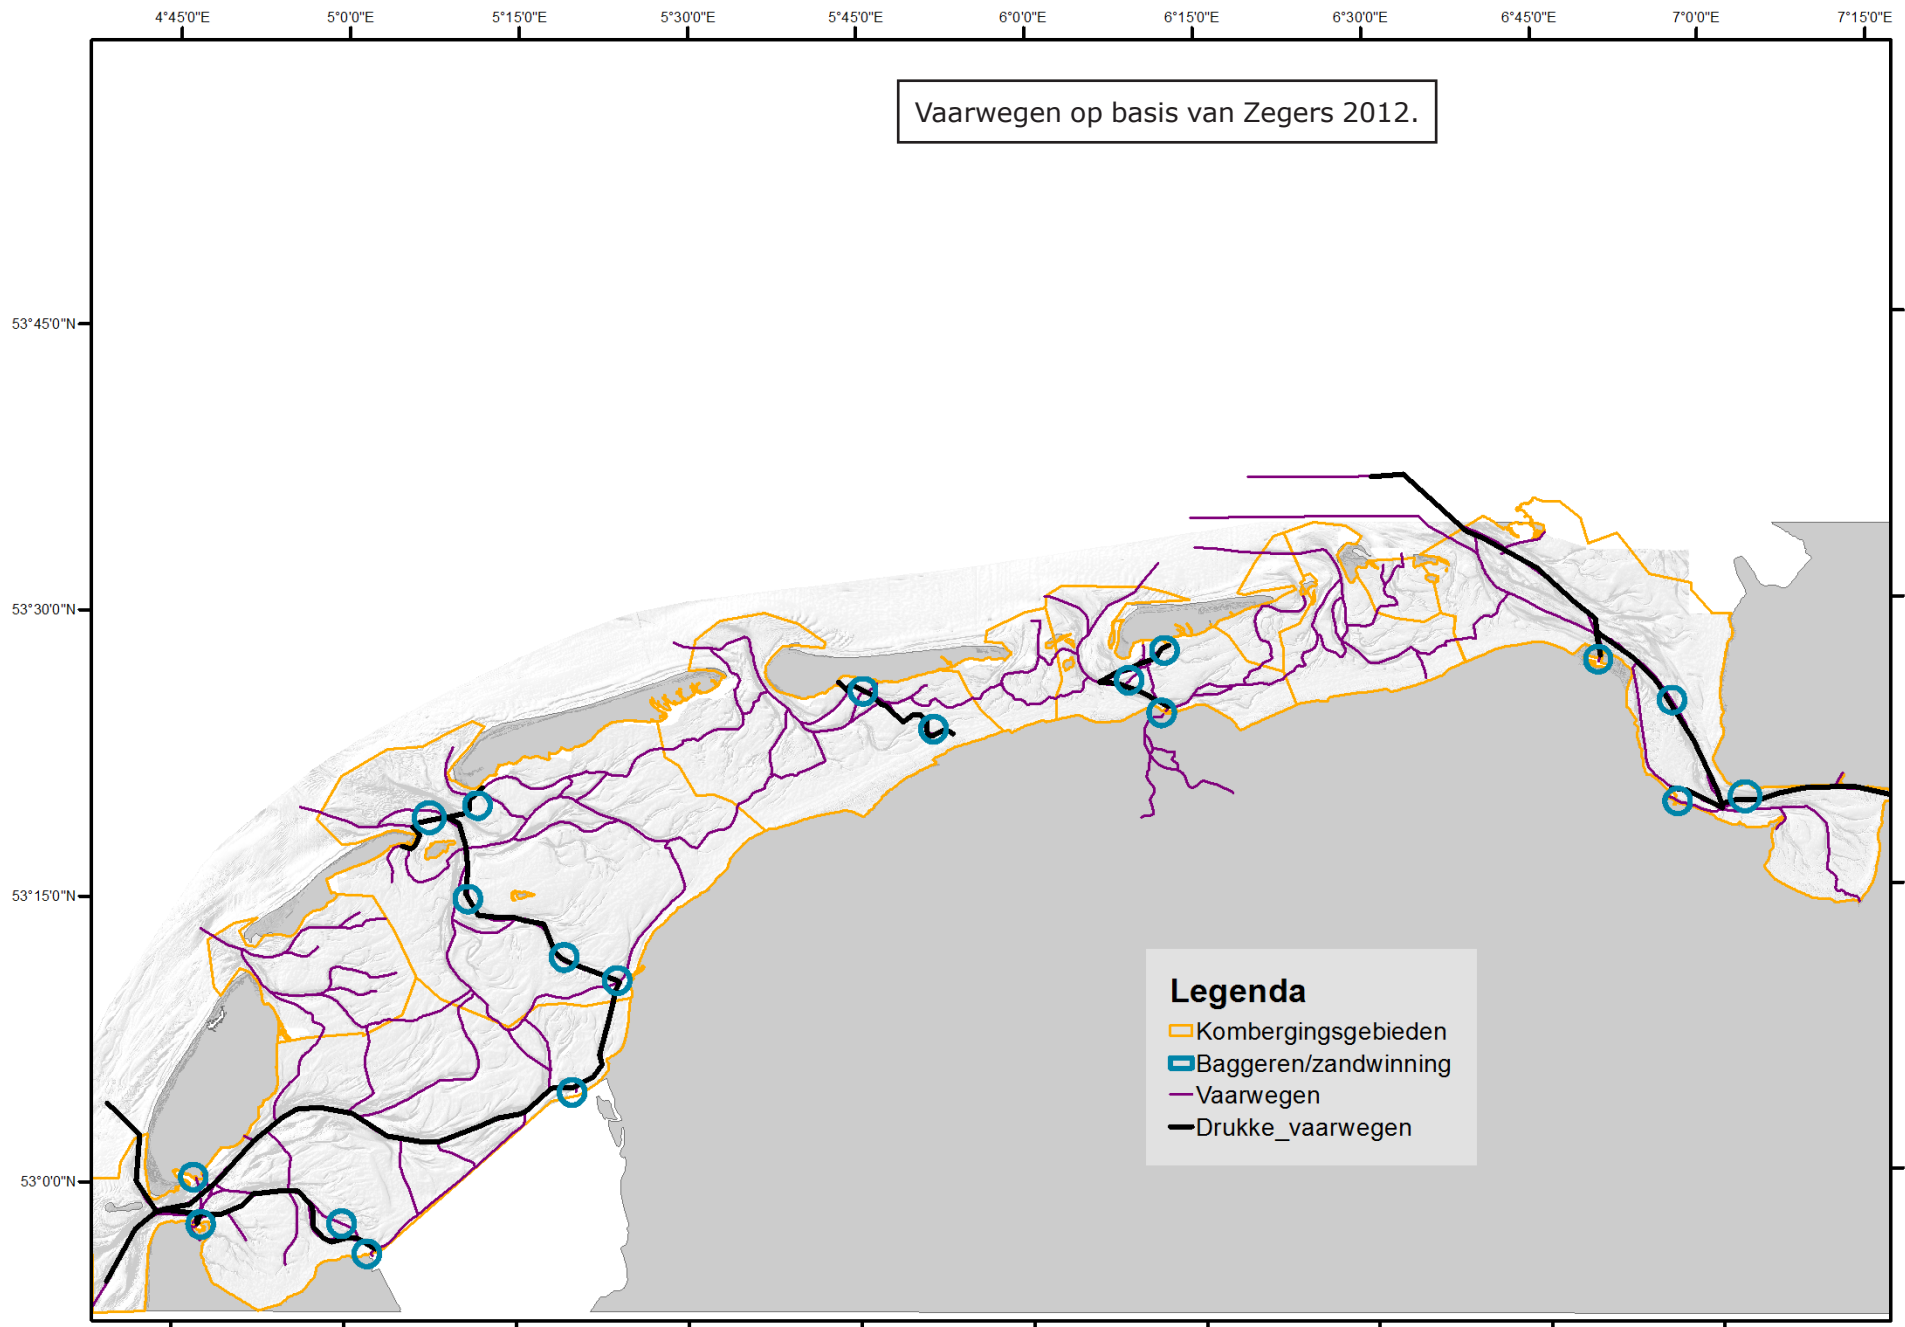 4°45'0"E 5°0'0"E 5°15'0"E 5°30'0"E 5°45'0"E 6°0'0"E 6°15'0"E 6°30'0"E 6°45'0"E 7°0'0"E 7°15'0"E
Vaarwegen op basis van Zegers 2012.
53°45'0"N
53°30'0"N
53°15'0"N
53°0'0"N
Legenda
Kombergingsgebieden
Baggeren/zandwinning
Vaarwegen
Drukke_vaarwegen